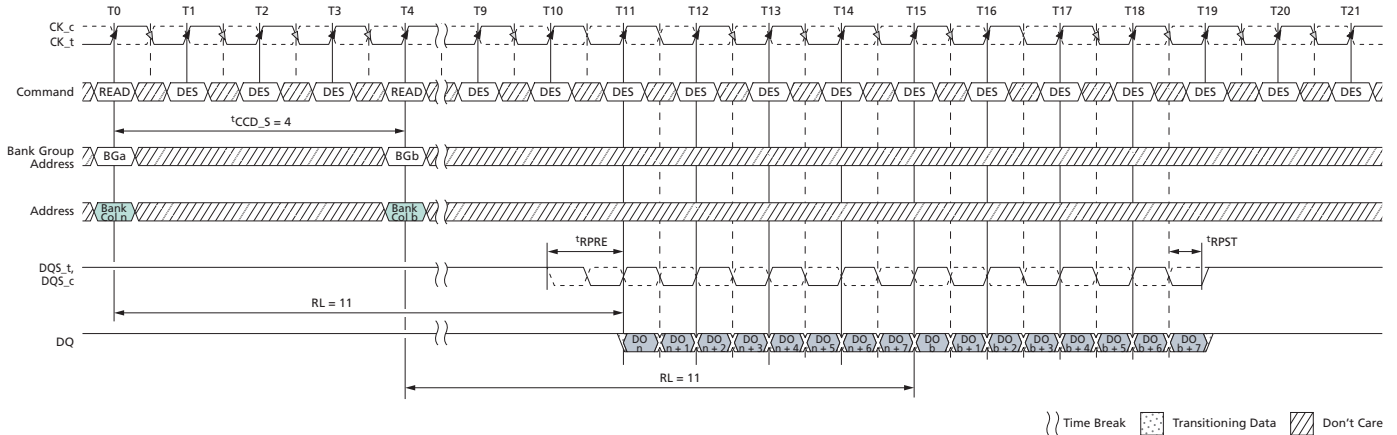 T0 T1 T2 T3 T4 T9 T10 T11 T12 T13 T14 T15 T16 T17 T18 T19 T20 T21
CK_c
CK_t
Command READ DES DES DES READ DES DES DES DES DES DES DES DES DES DES DES DES DES
tCCD_S = 4
Bank Group
Address
BGa BGb
Address
Bank
Col n
Bank
Col b
tRPRE tRPST
DQS_t,
DQS_c
RL = 11
DQ
DO
n
DO
n + 1
DO
n + 2
DO
n + 3
DO
n + 4
DO
n + 5
DO
n + 6
DO
n + 7
DO
b
DO
b + 1
DO
b + 2
DO
b + 3
DO
b + 4
DO
b + 5
DO
b + 6
DO
b + 7
RL = 11
Time Break Transitioning Data Don't Care